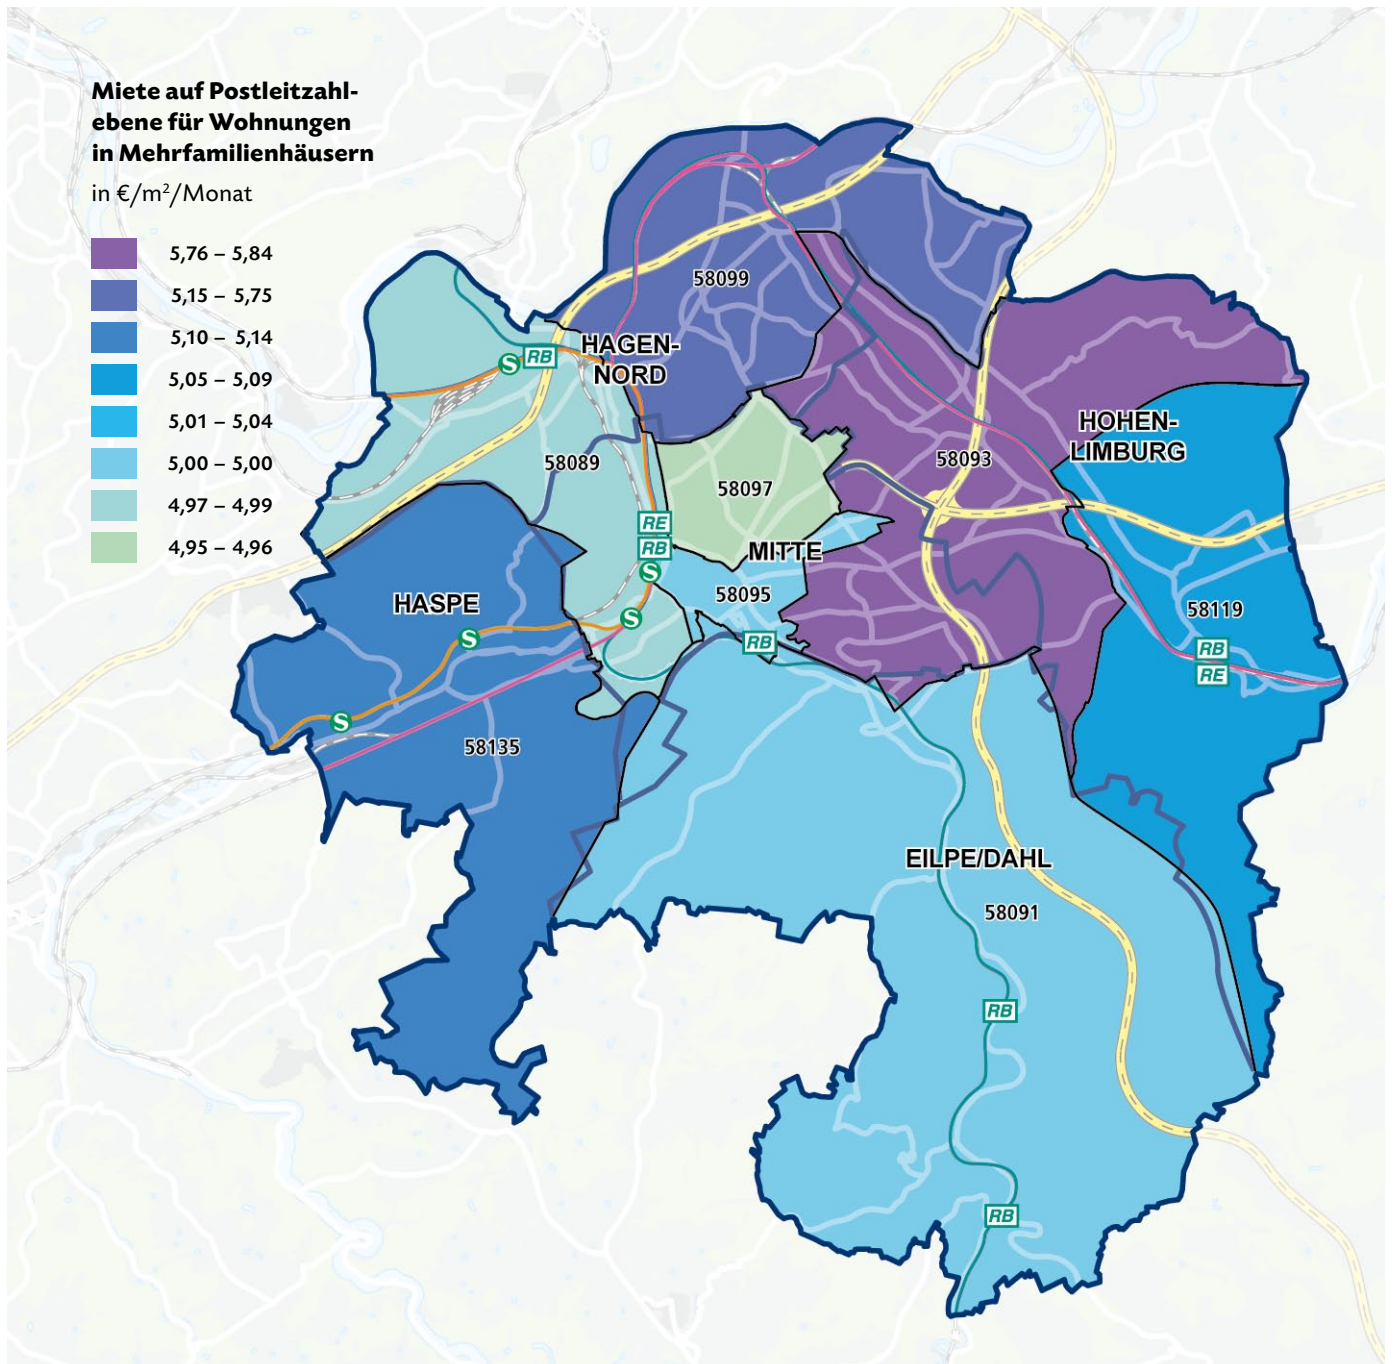 Miete auf Postleitzahl-
ebene für Wohnungen
in Mehrfamilienhäusern
in €/m²/Monat
5,76 – 5,84
5,15 – 5,75
5,10 – 5,14
5,05 – 5,09
5,01 – 5,04
5,00 – 5,00
4,97 – 4,99
4,95 – 4,96
58099
HAGEN-
NORD
S
RB
HOHEN-
LIMBURG
58089
58093
58097
RE
RB
MITTE
S
58095
HASPE
S
58119
S
RB
RB
RE
S
58135
EILPE/DAHL
58091
RB
RB